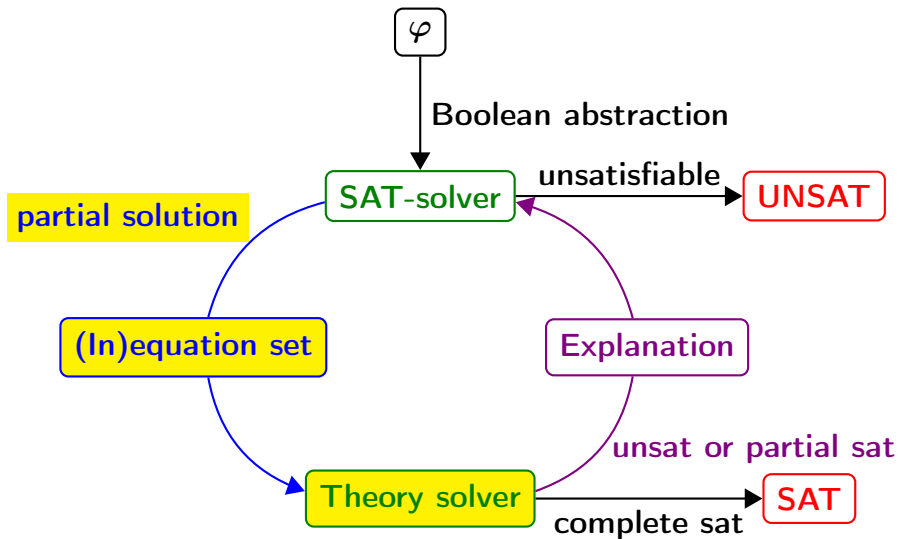 φ
Boolean abstraction
SAT-solver
unsatisfiable
UNSAT
partial solution
(In)equation set
Explanation
unsat or partial sat
Theory solver
complete sat
SAT